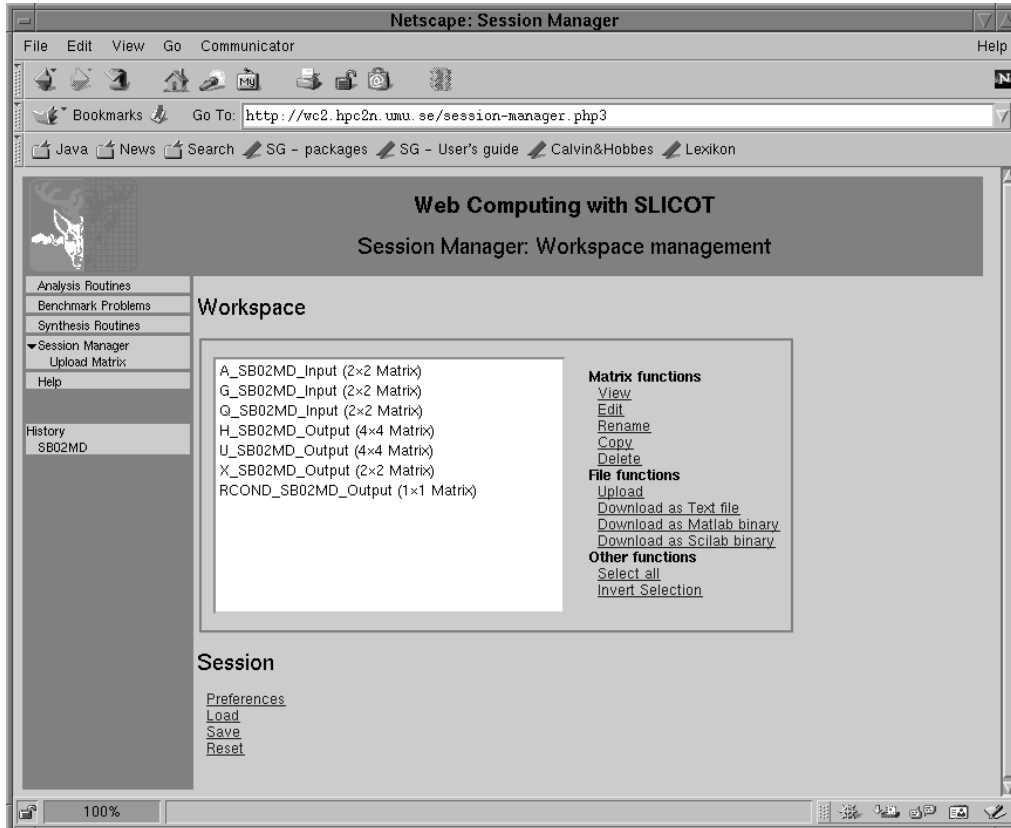 Netscape: Session Manager
File Edit View Go Communicator Help
My
N
Bookmarks Go To: http://wc2.hpc2n.umu.se/session-manager.php3
Java News Search SG - packages SG - User's guide Calvin&Hobbes Lexikon
Web Computing with SLICOT
Session Manager: Workspace management
Analysis Routines
Benchmark Problems
Synthesis Routines
Session Manager
Upload Matrix
Help
History
SB02MD
Workspace
A_SB02MD_Input (2×2 Matrix)
G_SB02MD_Input (2×2 Matrix)
Q_SB02MD_Input (2×2 Matrix)
H_SB02MD_Output (4×4 Matrix)
U_SB02MD_Output (4×4 Matrix)
X_SB02MD_Output (2×2 Matrix)
RCOND_SB02MD_Output (1×1 Matrix)
Matrix functions
View
Edit
Rename
Copy
Delete
File functions
Upload
Download as Text file
Download as Matlab binary
Download as Scilab binary
Other functions
Select all
Invert Selection
Session
Preferences
Load
Save
Reset
100%